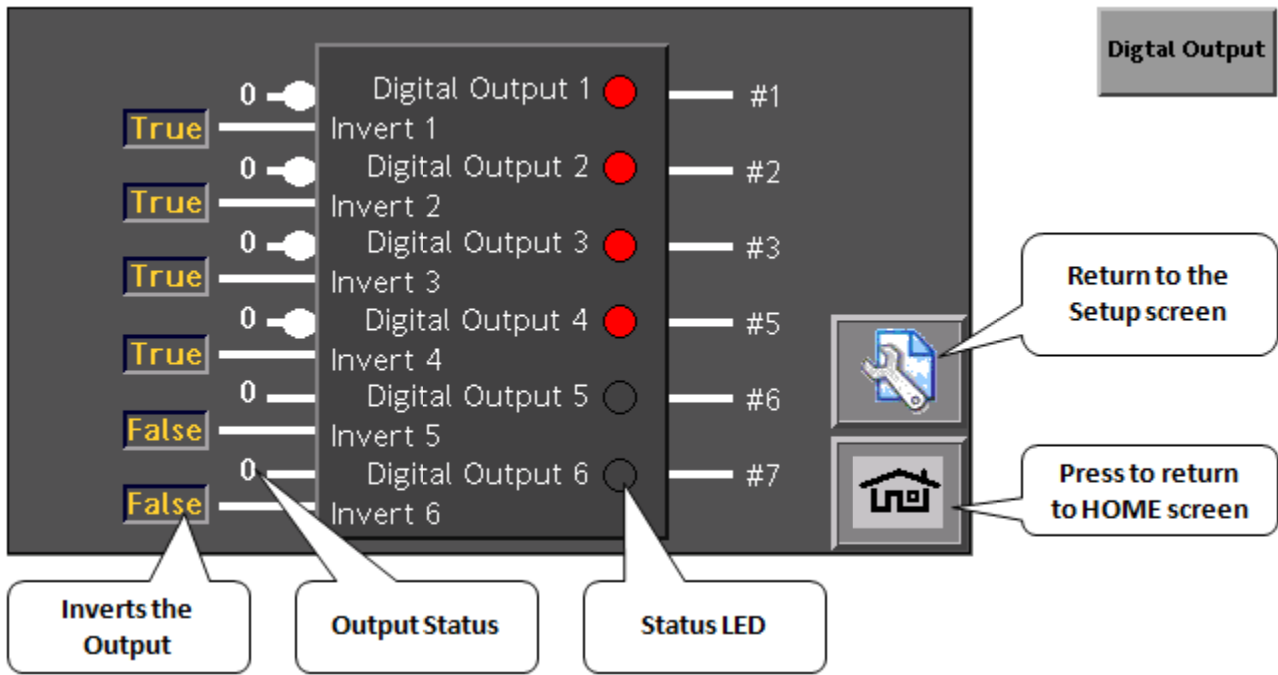 Digtal Output
0 Digital Output 1 #1
True Invert 1
0 Digital Output 2 #2
True Invert 2
0 Digital Output 3 #3
True Invert 3
0 Digital Output 4 #5
True Invert 4
0 Digital Output 5 #6
False Invert 5
0 Digital Output 6 #7
False Invert 6
Return to the
Setup screen
Press to return
to HOME screen
Inverts the
Output
Output Status
Status LED